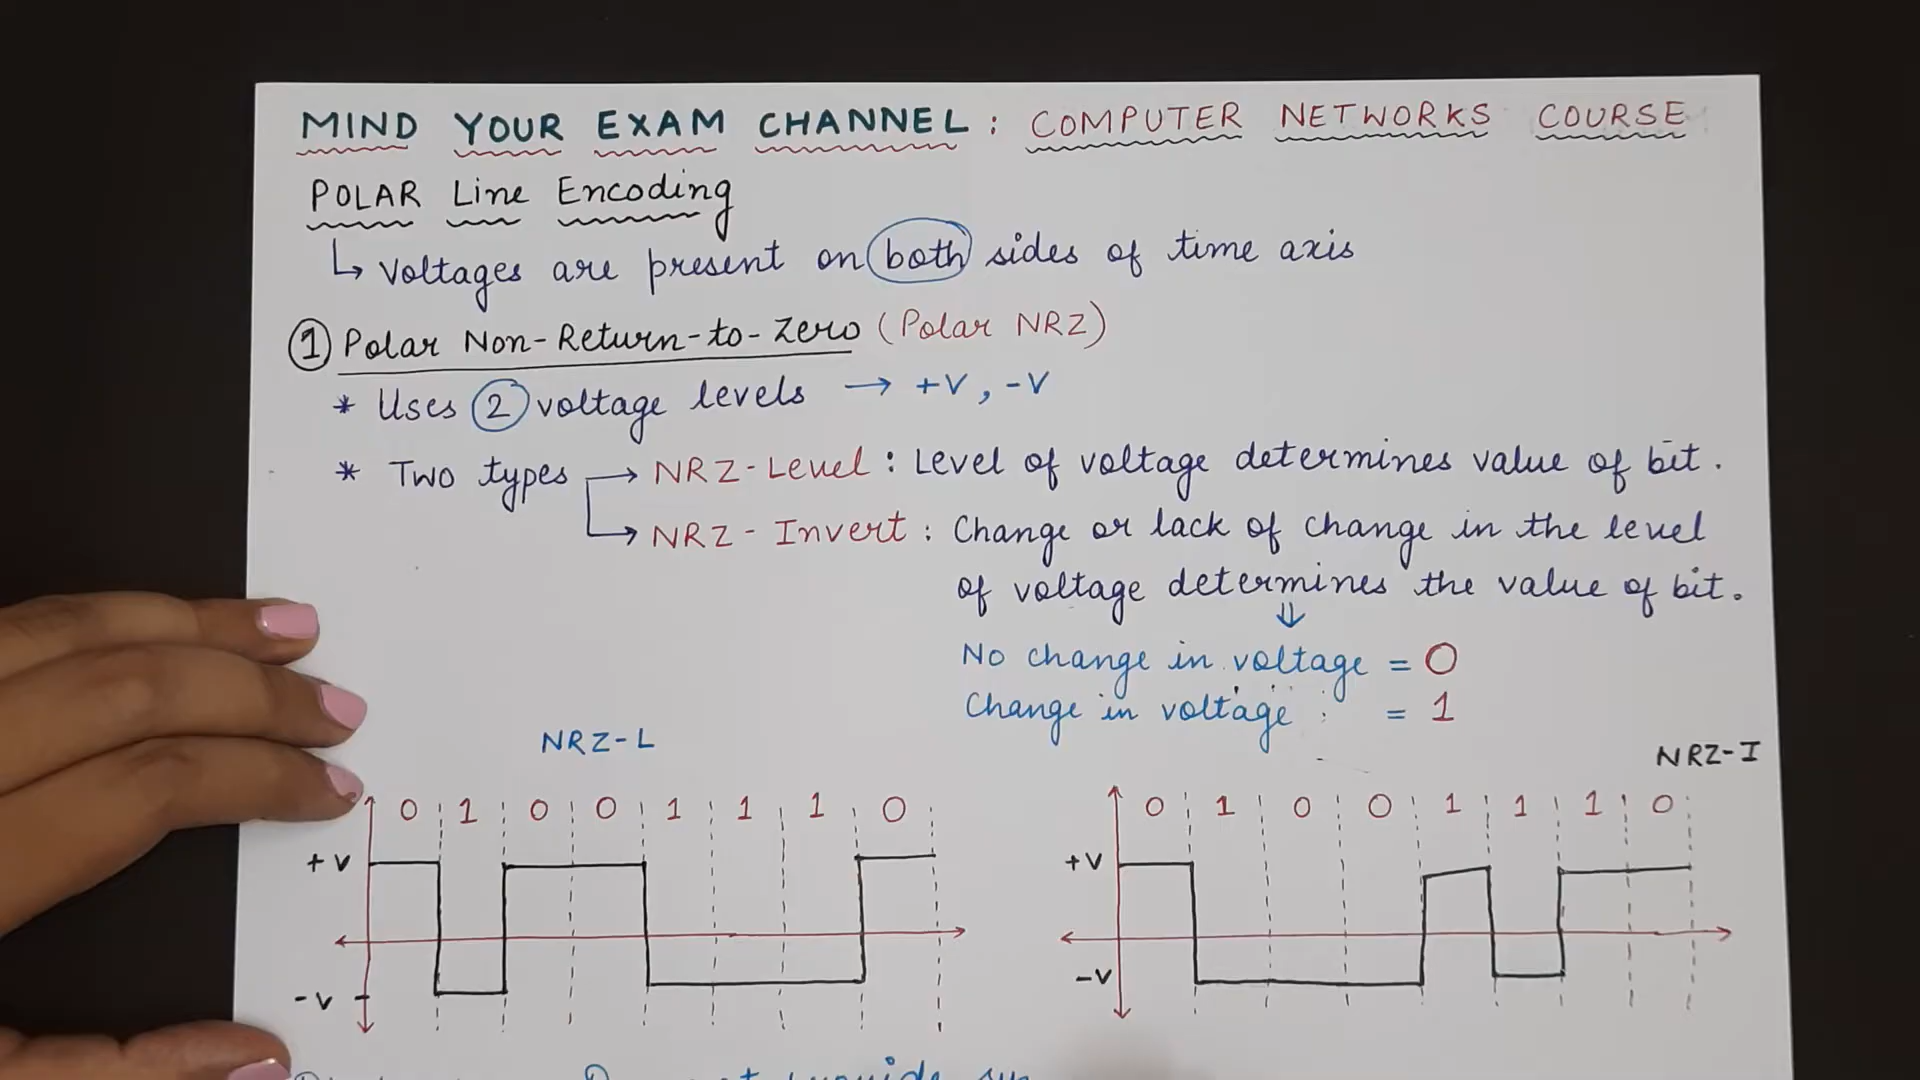 MIND YOUR EXAM CHANNEL : COMPUTER NETWORKS COURSE
POLAR Line Encoding
↳ Voltages are present on both sides of time axis
① Polar Non-Return-to-Zero (Polar NRZ)
* Uses ② voltage levels → +V, -V
* Two types → NRZ-Level : Level of voltage determines value of bit.
→ NRZ - Invert : Change or lack of change in the level
of voltage determines the value of bit.
⇓
No change in voltage = 0
Change in voltage = 1
NRZ-L
NRZ-I
0 1 0 0 1 1 1 0
0 1 0 0 1 1 1 0
+V
+V
-V
-V